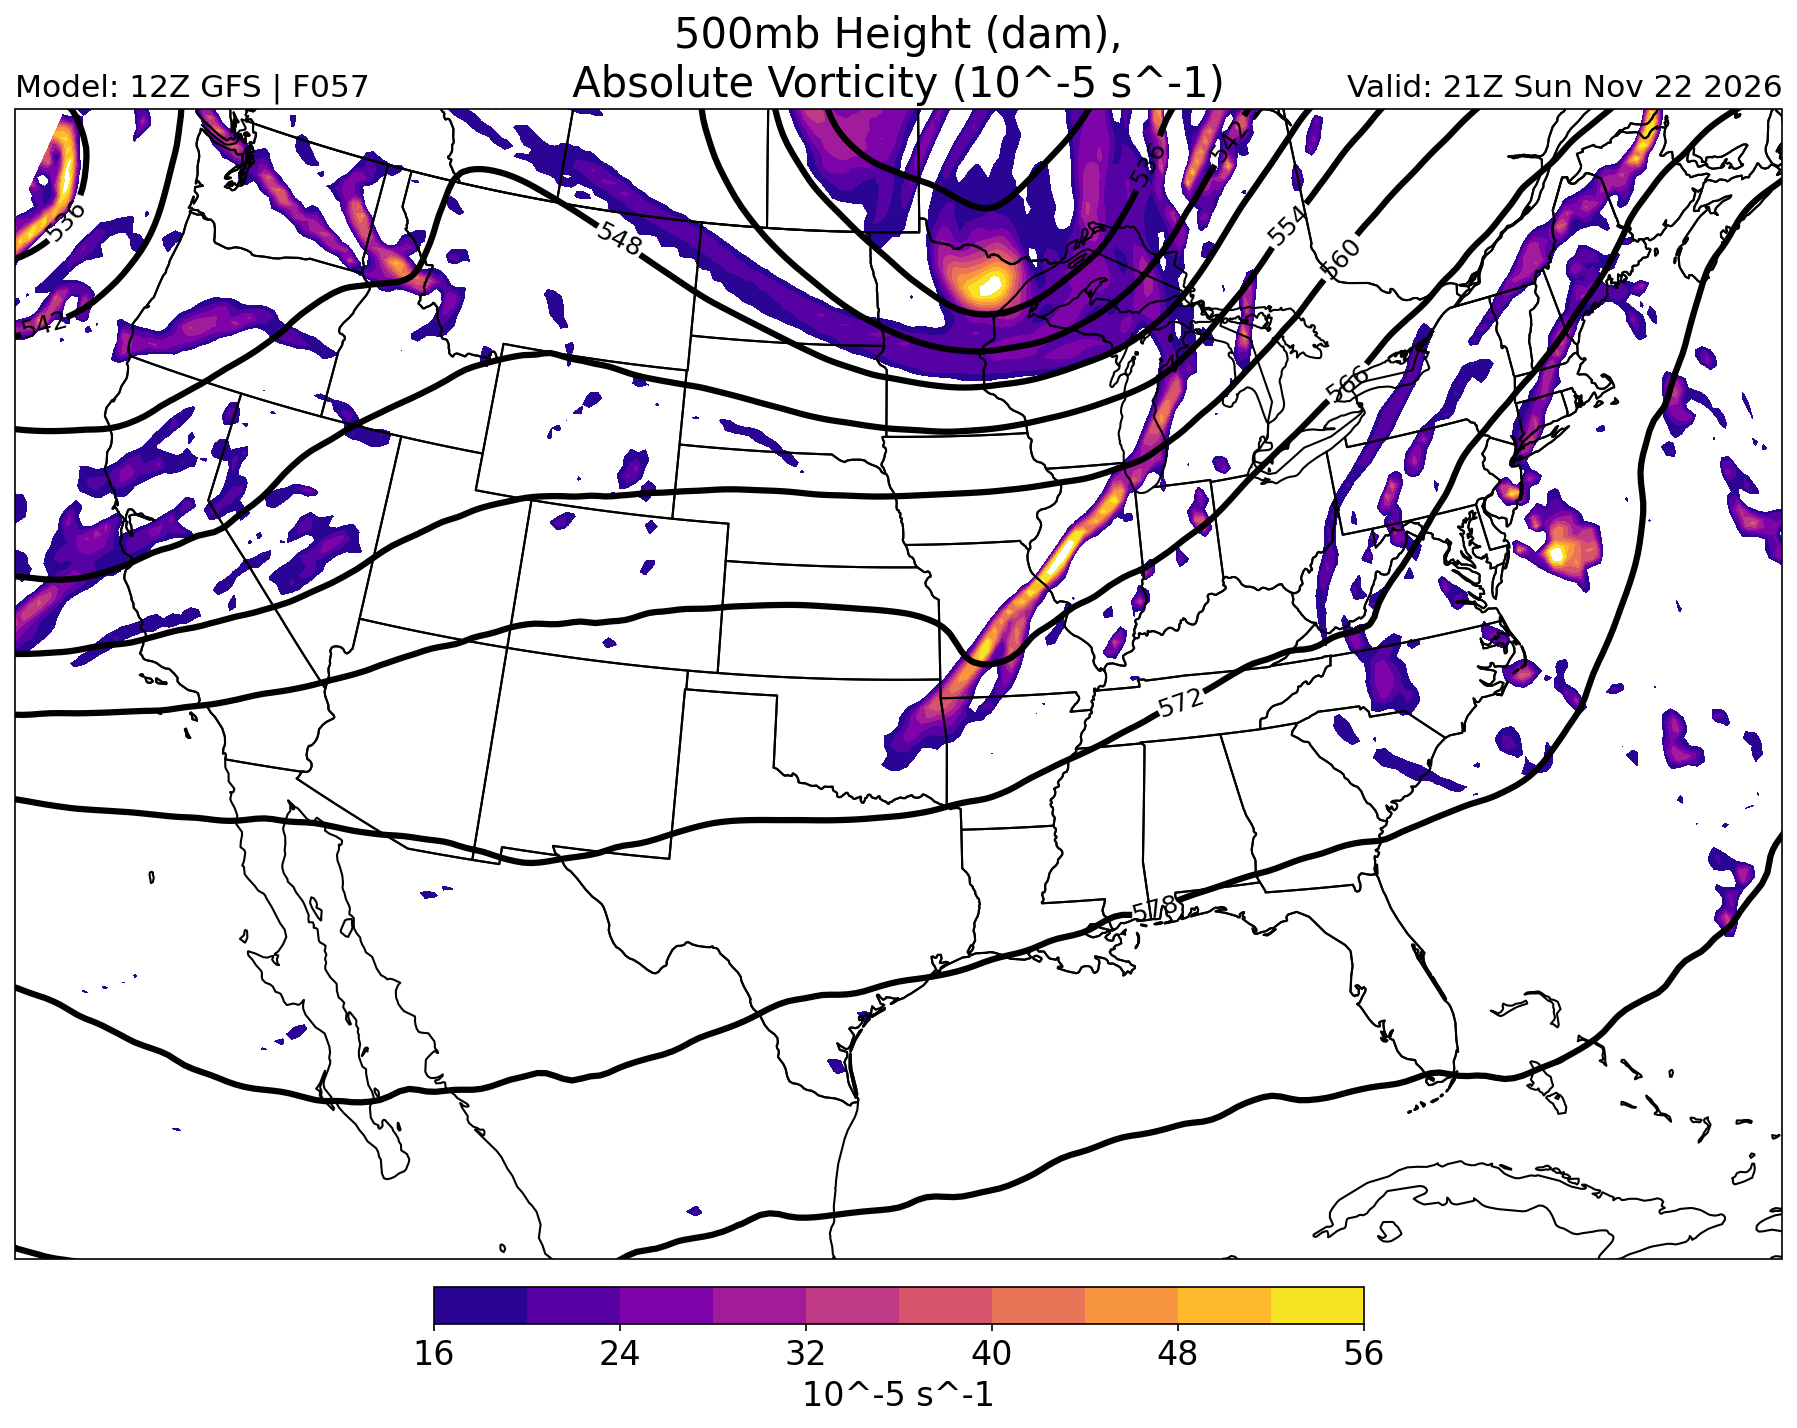 500mb Height (dam),
Absolute Vorticity (10^-5 s^-1)
Model: 12Z GFS | F057
Valid: 21Z Sun Nov 22 2026
536
542
548
536
542
554
560
566
572
578
16 24 32 40 48 56
10^-5 s^-1